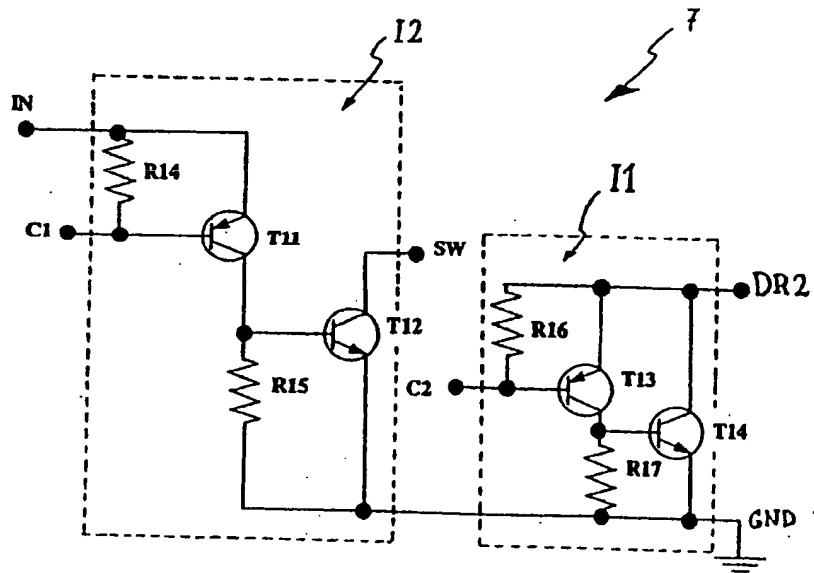 I2
7
IN
R14
I1
C1
T11
SW
DR2
R16
T12
T13
R15
C2
T14
R17
GND